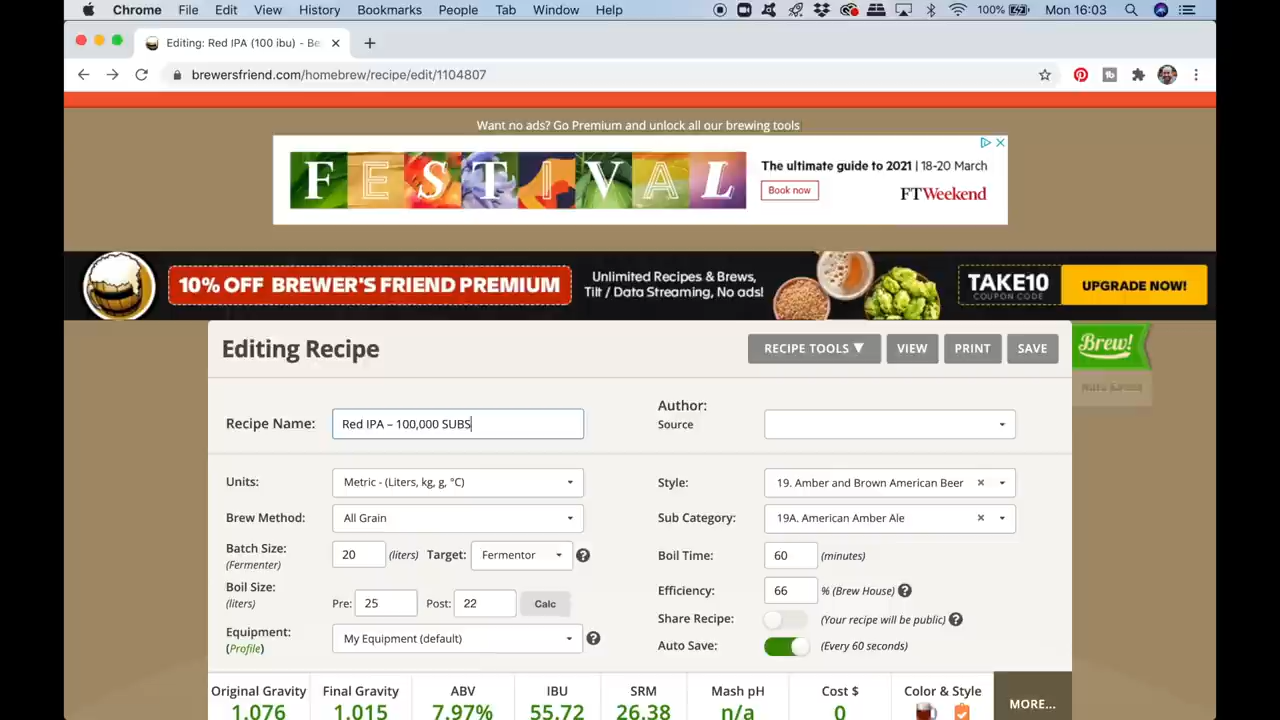 Chrome File Edit View History Bookmarks People Tab Window Help 100% Mon 16:03
Editing: Red IPA (100 ibu) - Be
brewersfriend.com/homebrew/recipe/edit/1104807
Want no ads? Go Premium and unlock all our brewing tools
FESTIVAL
The ultimate guide to 2021 | 18-20 March
Book now
FTWeekend
10% OFF BREWER'S FRIEND PREMIUM
Unlimited Recipes & Brews,
Tilt / Data Streaming, No ads!
TAKE10
COUPON CODE
UPGRADE NOW!
Editing Recipe
RECIPE TOOLS ▼ VIEW PRINT SAVE
Brew!
Recipe Name: Red IPA – 100,000 SUBS
Author:
Source
Units: Metric - (Liters, kg, g, °C)
Style: 19. Amber and Brown American Beer ×
Brew Method: All Grain
Sub Category: 19A. American Amber Ale ×
Batch Size: 20 (liters) Target: Fermentor ?
(Fermenter)
Boil Time: 60 (minutes)
Boil Size:
(liters) Pre: 25 Post: 22 Calc
Efficiency: 66 % (Brew House) ?
Share Recipe: (Your recipe will be public) ?
Equipment: My Equipment (default) ?
(Profile)
Auto Save: (Every 60 seconds)
Original Gravity Final Gravity ABV IBU SRM Mash pH Cost $ Color & Style
1.076 1.015 7.97% 55.72 26.38 n/a 0 MORE...